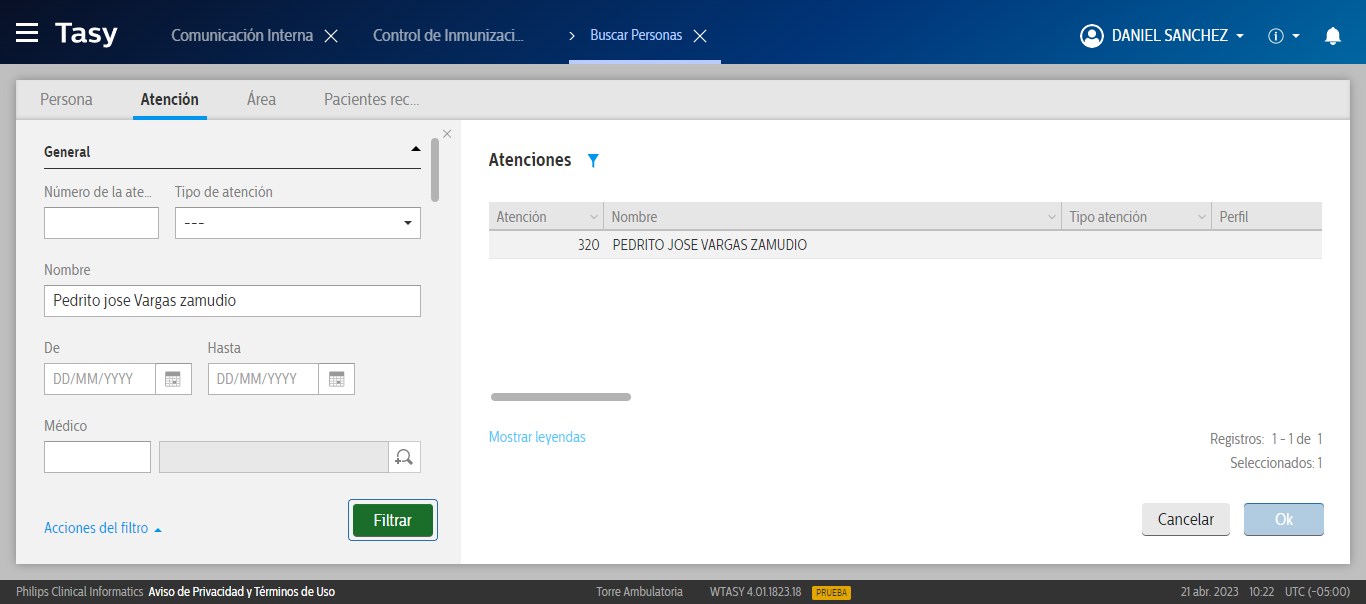 Tasy
Comunicación Interna
Control de Inmunizaci...
Buscar Personas
DANIEL SANCHEZ
Persona
Atención
Área
Pacientes rec...
General
Número de la ate...
Tipo de atención
---
Nombre
Pedrito jose Vargas zamudio
De
Hasta
DD/MM/YYYY
DD/MM/YYYY
Médico
Acciones del filtro
Filtrar
Atenciones
Atención
Nombre
Tipo atención
Perfil
320 PEDRITO JOSE VARGAS ZAMUDIO
Mostrar leyendas
Registros: 1 - 1 de 1
Seleccionados: 1
Cancelar
Ok
Philips Clinical Informatics Aviso de Privacidad y Términos de Uso
Torre Ambulatoria
WTASY 4.01.1823.18
PRUEBA
21 abr. 2023 10:22 UTC (-05:00)